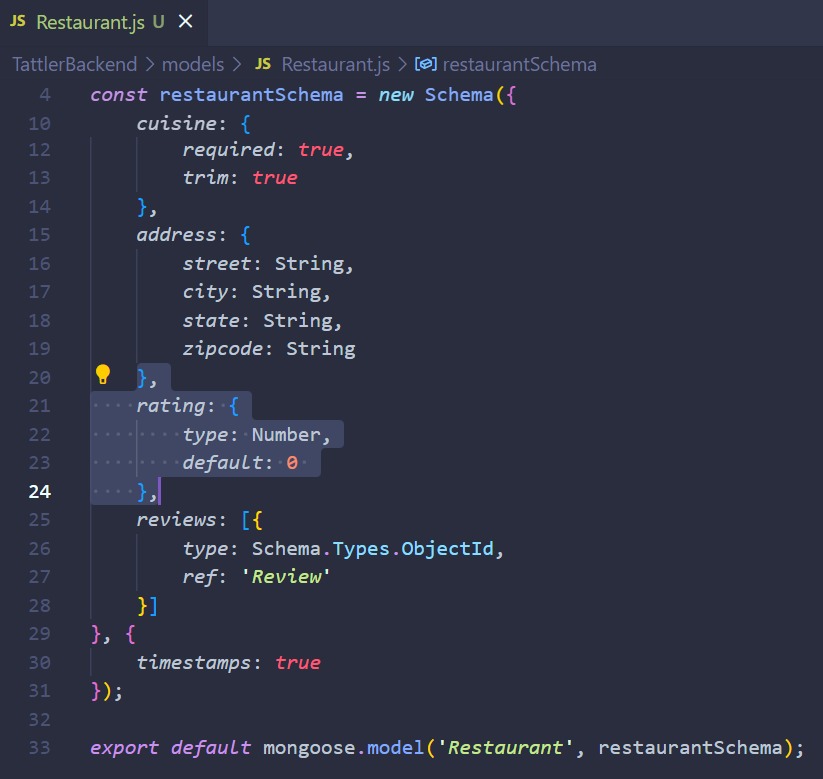 JS Restaurant.js U ×
TattlerBackend > models > JS Restaurant.js > restaurantSchema
4 const restaurantSchema = new Schema({
10 cuisine: {
12 required: true,
13 trim: true
14 },
15 address: {
16 street: String,
17 city: String,
18 state: String,
19 zipcode: String
20 },
21 rating: {
22 type: Number,
23 default: 0
24 },
25 reviews: [{
26 type: Schema.Types.ObjectId,
27 ref: 'Review'
28 }]
29 }, {
30 timestamps: true
31 });
32
33 export default mongoose.model('Restaurant', restaurantSchema);